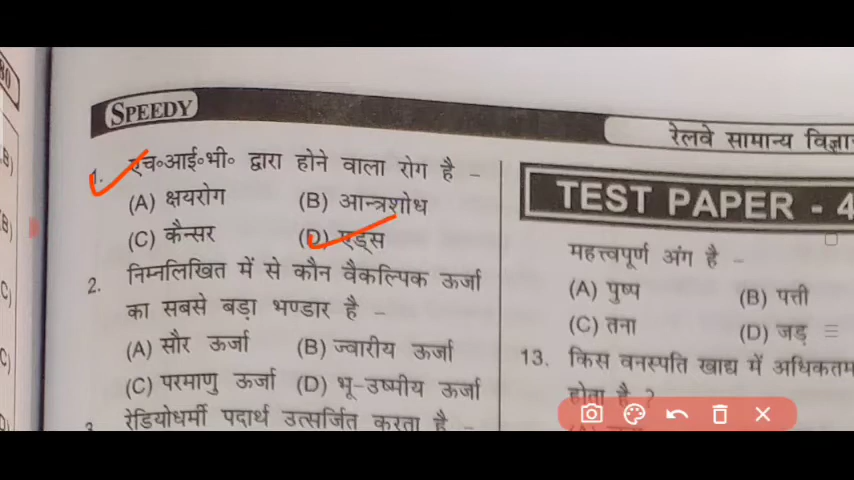 SPEEDY
रेलवे सामान्य
1. एच०आई०भी० द्वारा होने वाला रोग है –
(A) क्षयरोग (B) आन्त्रशोध
(C) कैन्सर (D) एड्स
2. निम्नलिखित में से कौन वैकल्पिक ऊर्जा
का सबसे बड़ा भण्डार है –
(A) सौर ऊर्जा (B) ज्वारीय ऊर्जा
(C) परमाणु ऊर्जा (D) भू-उष्मीय ऊर्जा
रेडियोधर्मी पदार्थ उत्सर्जित करता है –
TEST PAPER - 4
महत्त्वपूर्ण अंग है –
(A) पुष्प (B) पत्ती
(C) तना (D) जड़
13. किस वनस्पति खाद्य में अधिकतम
होता है ?